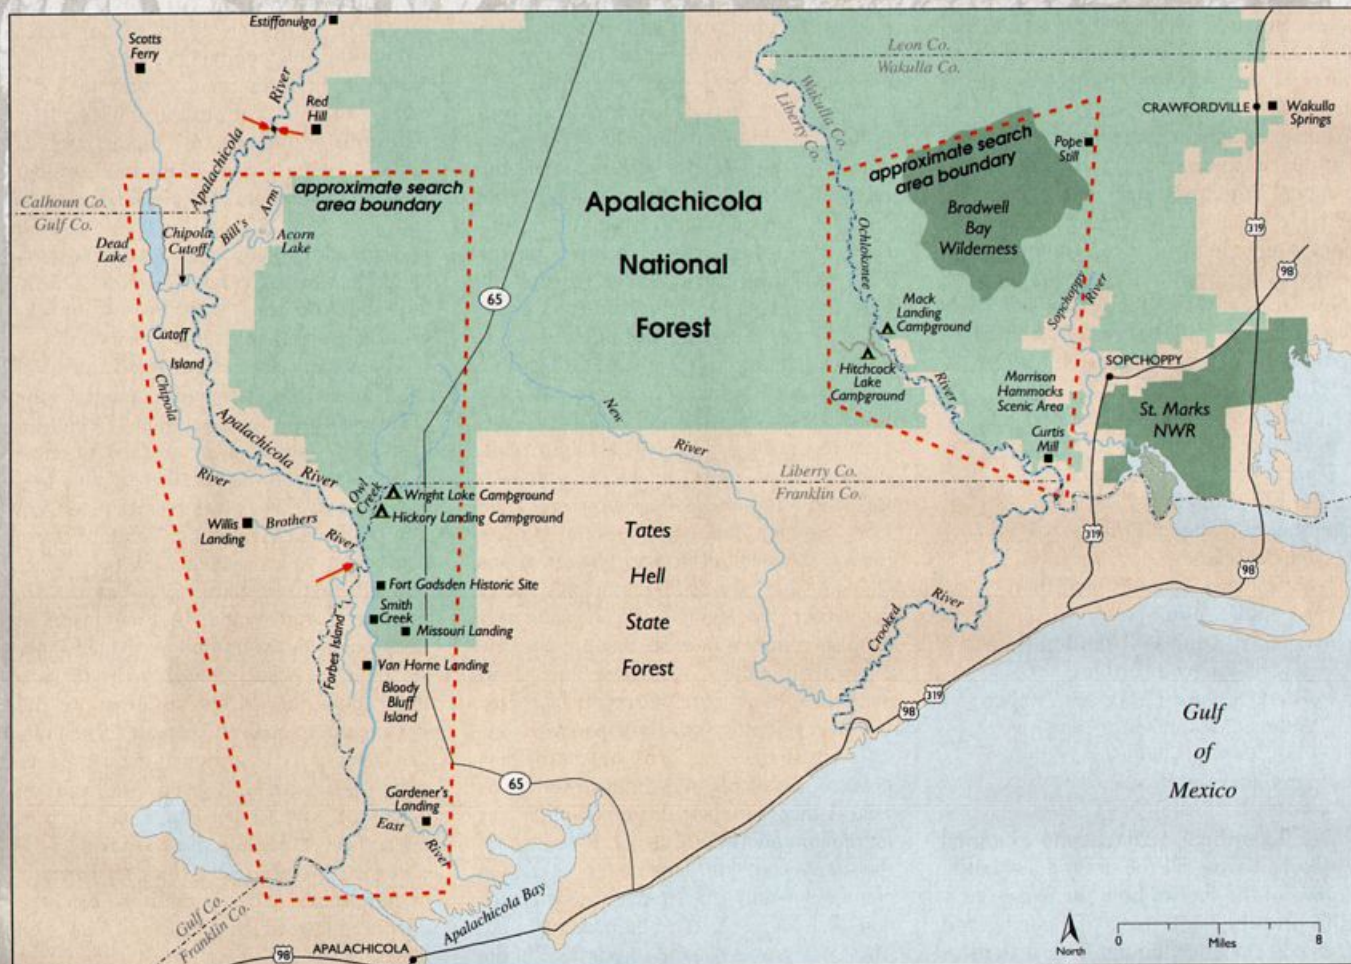 Estiffanulga
Scotts
Ferry
River
Red
Hill
Apalachicola
Leon Co.
Wakulla Co.
Wakulla Co.
Liberty Co.
CRAWFORDVILLE
Wakulla
Springs
approximate search
area boundary
approximate search
area boundary
Pope
Still
Calhoun Co.
Gulf Co.
Dead
Lake
Chipola
Cutoff
Bill's
Arm
Acorn
Lake
Apalachicola
National
Forest
Ochlokonee
Bradwell
Bay
Wilderness
319
98
65
Cutoff
Island
Mack
Landing
Campground
Sopchoppy
River
Hitchcock
Lake
Campground
River
SOPCHOPPY
Morrison
Hammocks
Scenic Area
St. Marks
NWR
Chipola
River
Apalachicola River
New
River
Curtis
Mill
Liberty Co.
Franklin Co.
Owl
Creek
Wright Lake Campground
Hickory Landing Campground
Willis
Landing
Brothers
River
Tates
Hell
State
Forest
319
98
Fort Gadsden Historic Site
Smith
Creek
Missouri Landing
Forbes Island
Van Horne Landing
Bloody
Bluff
Island
Crooked
River
98
319
Gulf
of
Mexico
65
Gardener's
Landing
East
River
Gulf Co.
Franklin Co.
98
APALACHICOLA
Apalachicola Bay
North
0
Miles
8